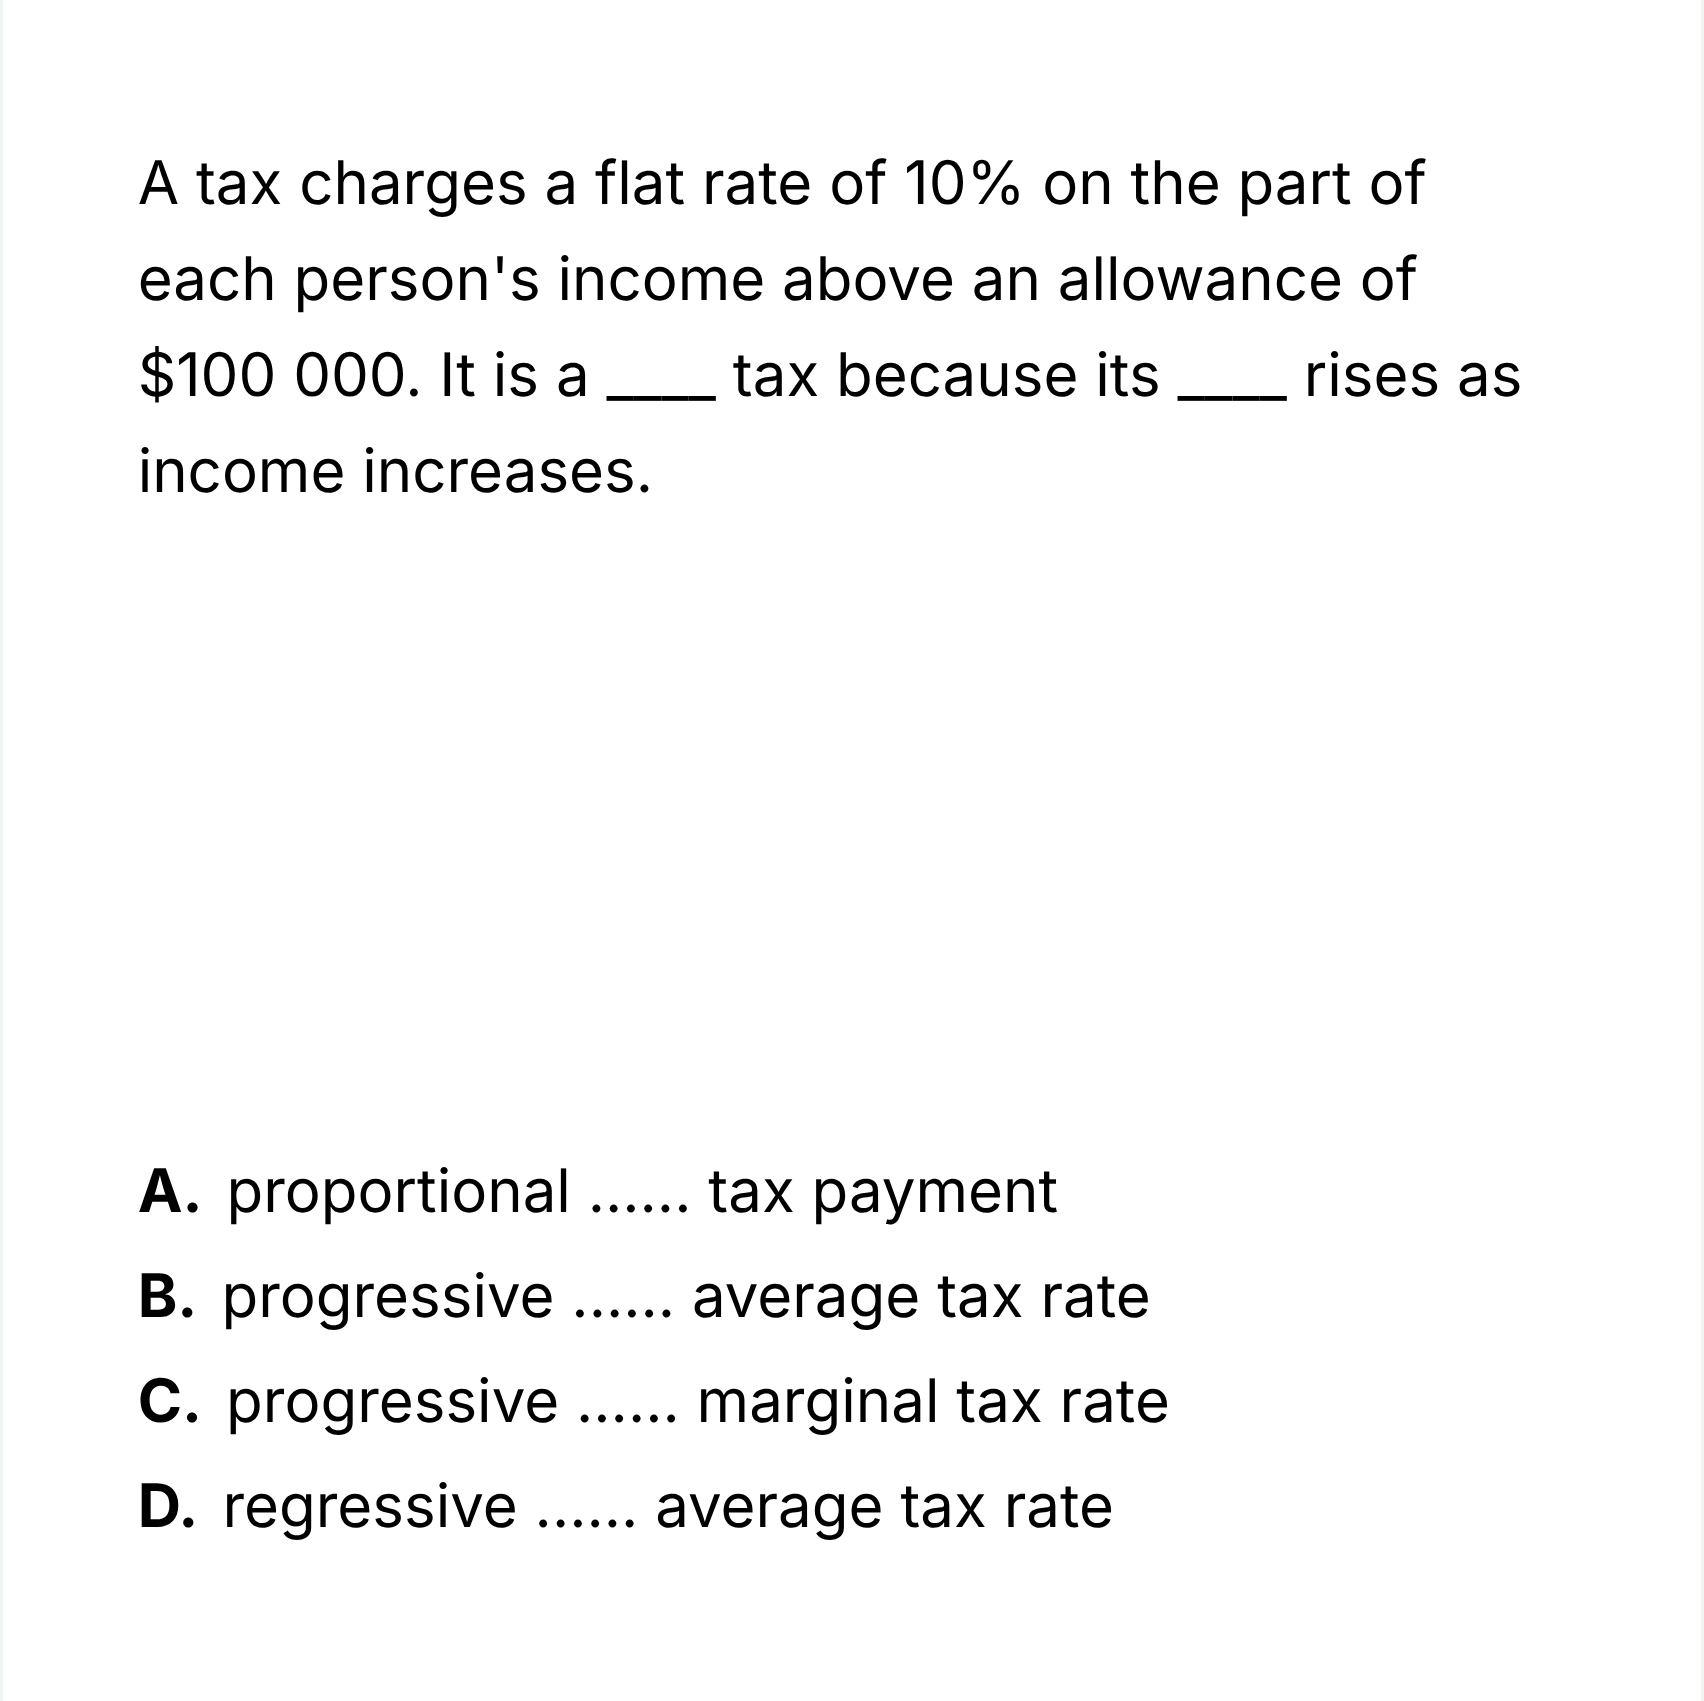 A tax charges a flat rate of 10% on the part of
each person's income above an allowance of
$100 000. It is a ____ tax because its ____ rises as
income increases.
A. proportional ...... tax payment
B. progressive ...... average tax rate
C. progressive ...... marginal tax rate
D. regressive ...... average tax rate